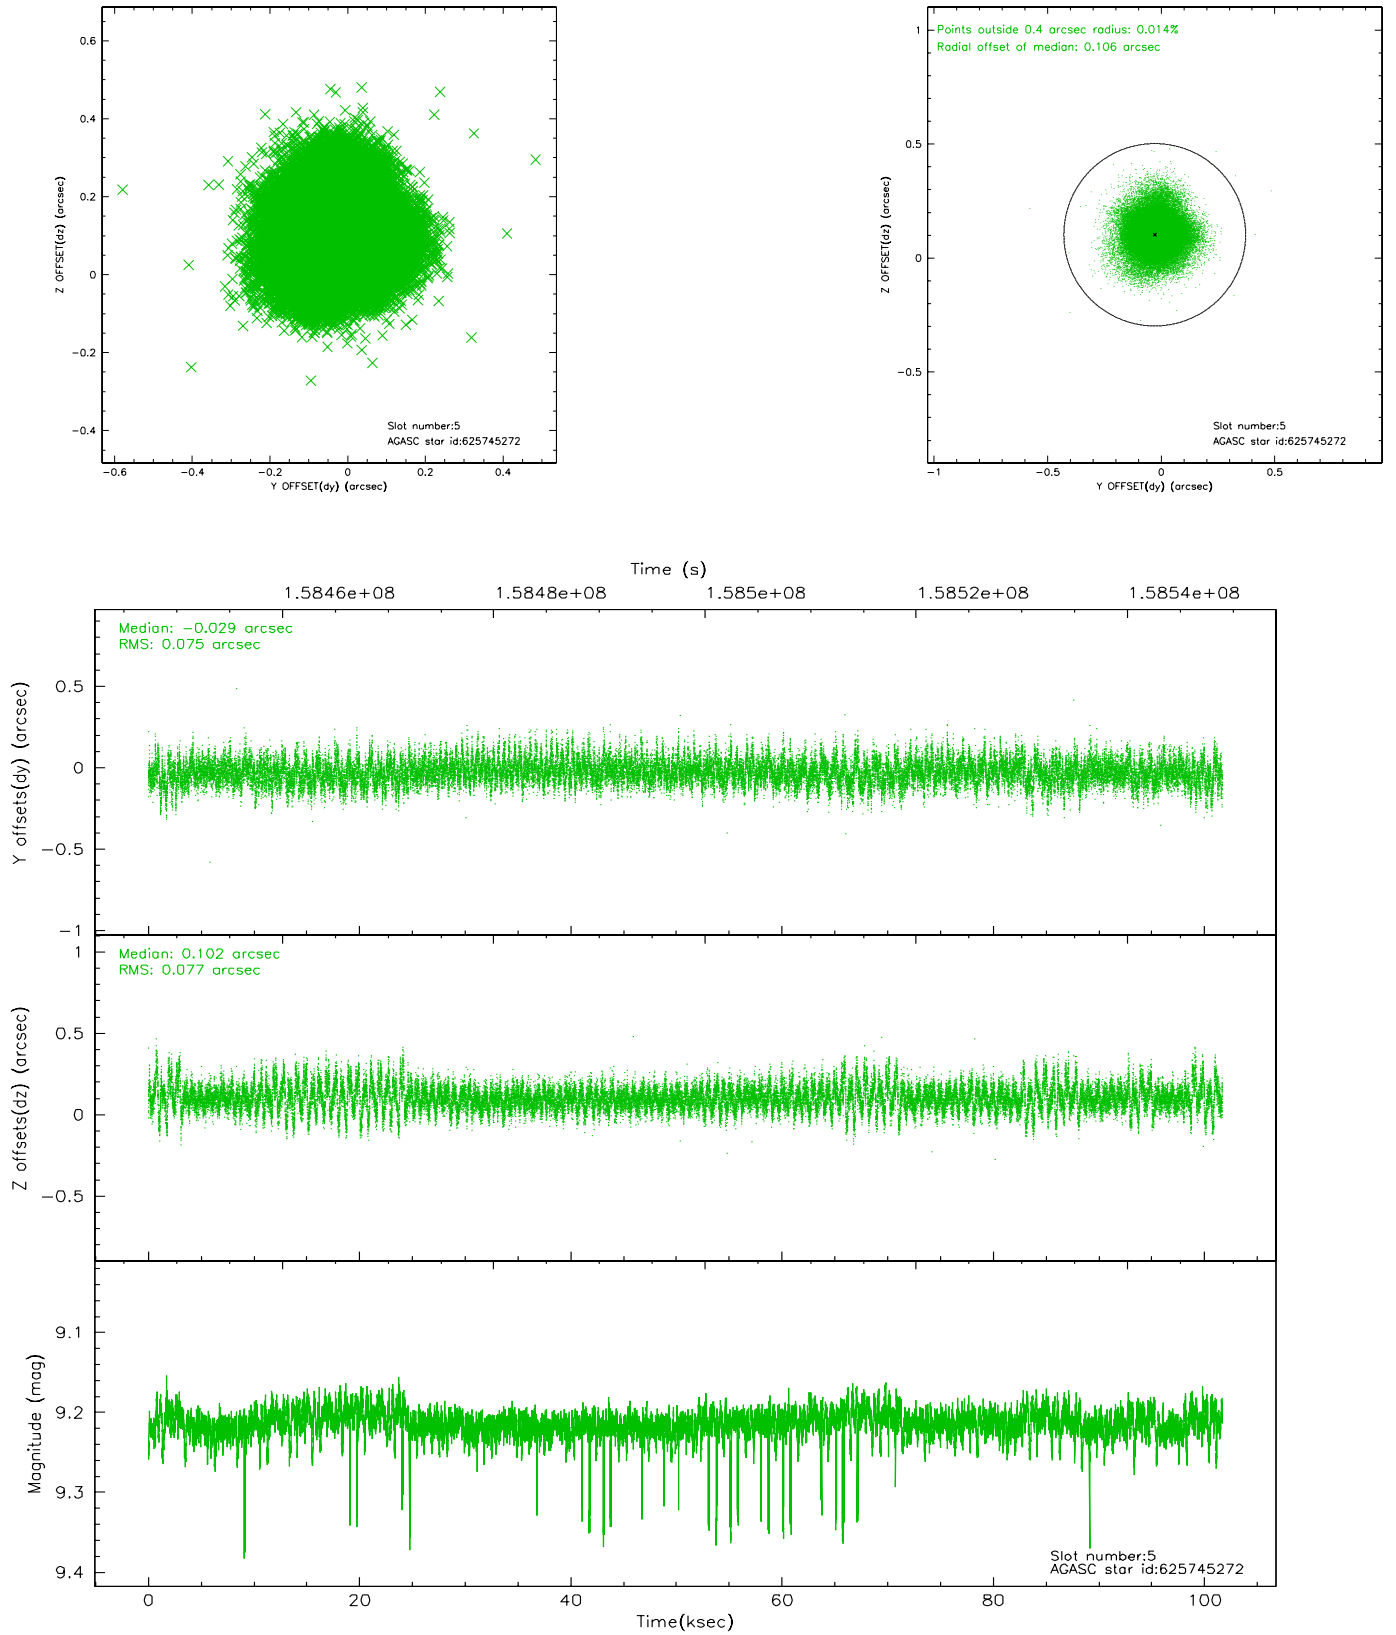 0.6
0.4
0.2
0
−0.2
−0.4
Z OFFSET(dz) (arcsec)
Slot number:5
AGASC star id:625745272
−0.6 −0.4 −0.2 0 0.2 0.4
Y OFFSET(dy) (arcsec)
Points outside 0.4 arcsec radius: 0.014%
Radial offset of median: 0.106 arcsec
1
0.5
0
−0.5
Z OFFSET(dz) (arcsec)
Slot number:5
AGASC star id:625745272
−1 −0.5 0 0.5
Y OFFSET(dy) (arcsec)
Time (s)
1.5846e+08 1.5848e+08 1.585e+08 1.5852e+08 1.5854e+08
Median: −0.029 arcsec
RMS: 0.075 arcsec
0.5
0
−0.5
−1
Y offsets(dy) (arcsec)
Median: 0.102 arcsec
RMS: 0.077 arcsec
1
0.5
0
−0.5
Z offsets(dz) (arcsec)
9.1
9.2
9.3
9.4
Magnitude (mag)
Slot number:5
AGASC star id:625745272
0 20 40 60 80 100
Time(ksec)